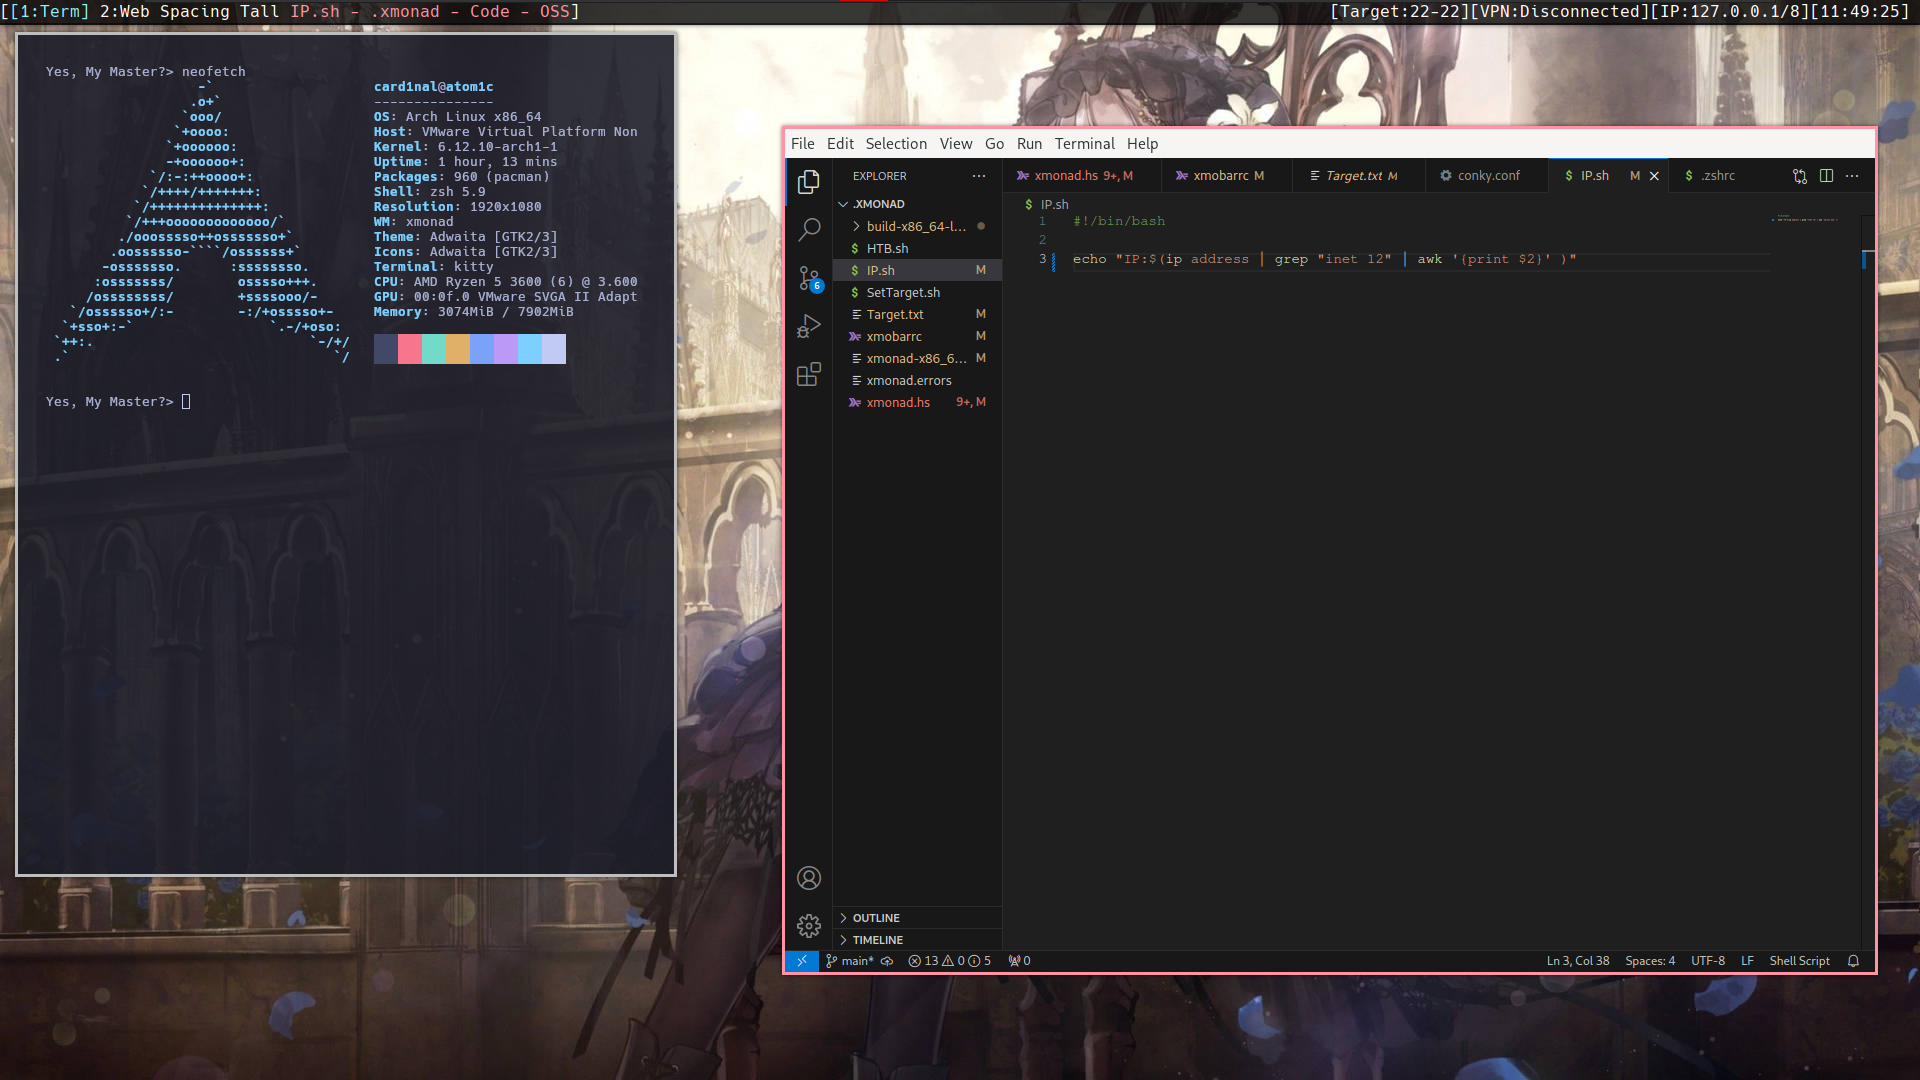 [[1:Term] 2:Web Spacing Tall IP.sh - .xmonad - Code - OSS]
[Target:22-22][VPN:Disconnected][IP:127.0.0.1/8][11:49:25]
Yes, My Master?> neofetch
-`
.o+`
`ooo/
`+oooo:
`+oooooo:
-+oooooo+:
`/:-:++oooo+:
`/++++/+++++++:
`/++++++++++++++:
`/+++ooooooooooooo/`
./ooosssso++osssssso+`
.oossssso-````/ossssss+`
-osssssso.      :ssssssso.
:osssssss/        osssso+++.
/ossssssss/        +ssssooo/-
`/ossssso+/:-        -:/+osssso+-
`+sso+:-`                 `.-/+oso:
`++:.                           `-/+/
.`                                 `/
card1nal@atom1c
---------------
OS: Arch Linux x86_64
Host: VMware Virtual Platform Non
Kernel: 6.12.10-arch1-1
Uptime: 1 hour, 13 mins
Packages: 960 (pacman)
Shell: zsh 5.9
Resolution: 1920x1080
WM: xmonad
Theme: Adwaita [GTK2/3]
Icons: Adwaita [GTK2/3]
Terminal: kitty
CPU: AMD Ryzen 5 3600 (6) @ 3.600
GPU: 00:0f.0 VMware SVGA II Adapt
Memory: 3074MiB / 7902MiB
Yes, My Master?>
File Edit Selection View Go Run Terminal Help
EXPLORER ···
.XMONAD
build-x86_64-l...
HTB.sh
IP.sh M
SetTarget.sh
Target.txt M
xmobarrc M
xmonad-x86_6... M
xmonad.errors
xmonad.hs 9+, M
6
OUTLINE
TIMELINE
xmonad.hs 9+, M
xmobarrc M
Target.txt M
conky.conf
$ IP.sh M
$ .zshrc
$ IP.sh
1 #!/bin/bash
2
3 echo "IP:$(ip address | grep "inet 12" | awk '{print $2}' )"
main* 13 0 5 0
Ln 3, Col 38 Spaces: 4 UTF-8 LF Shell Script